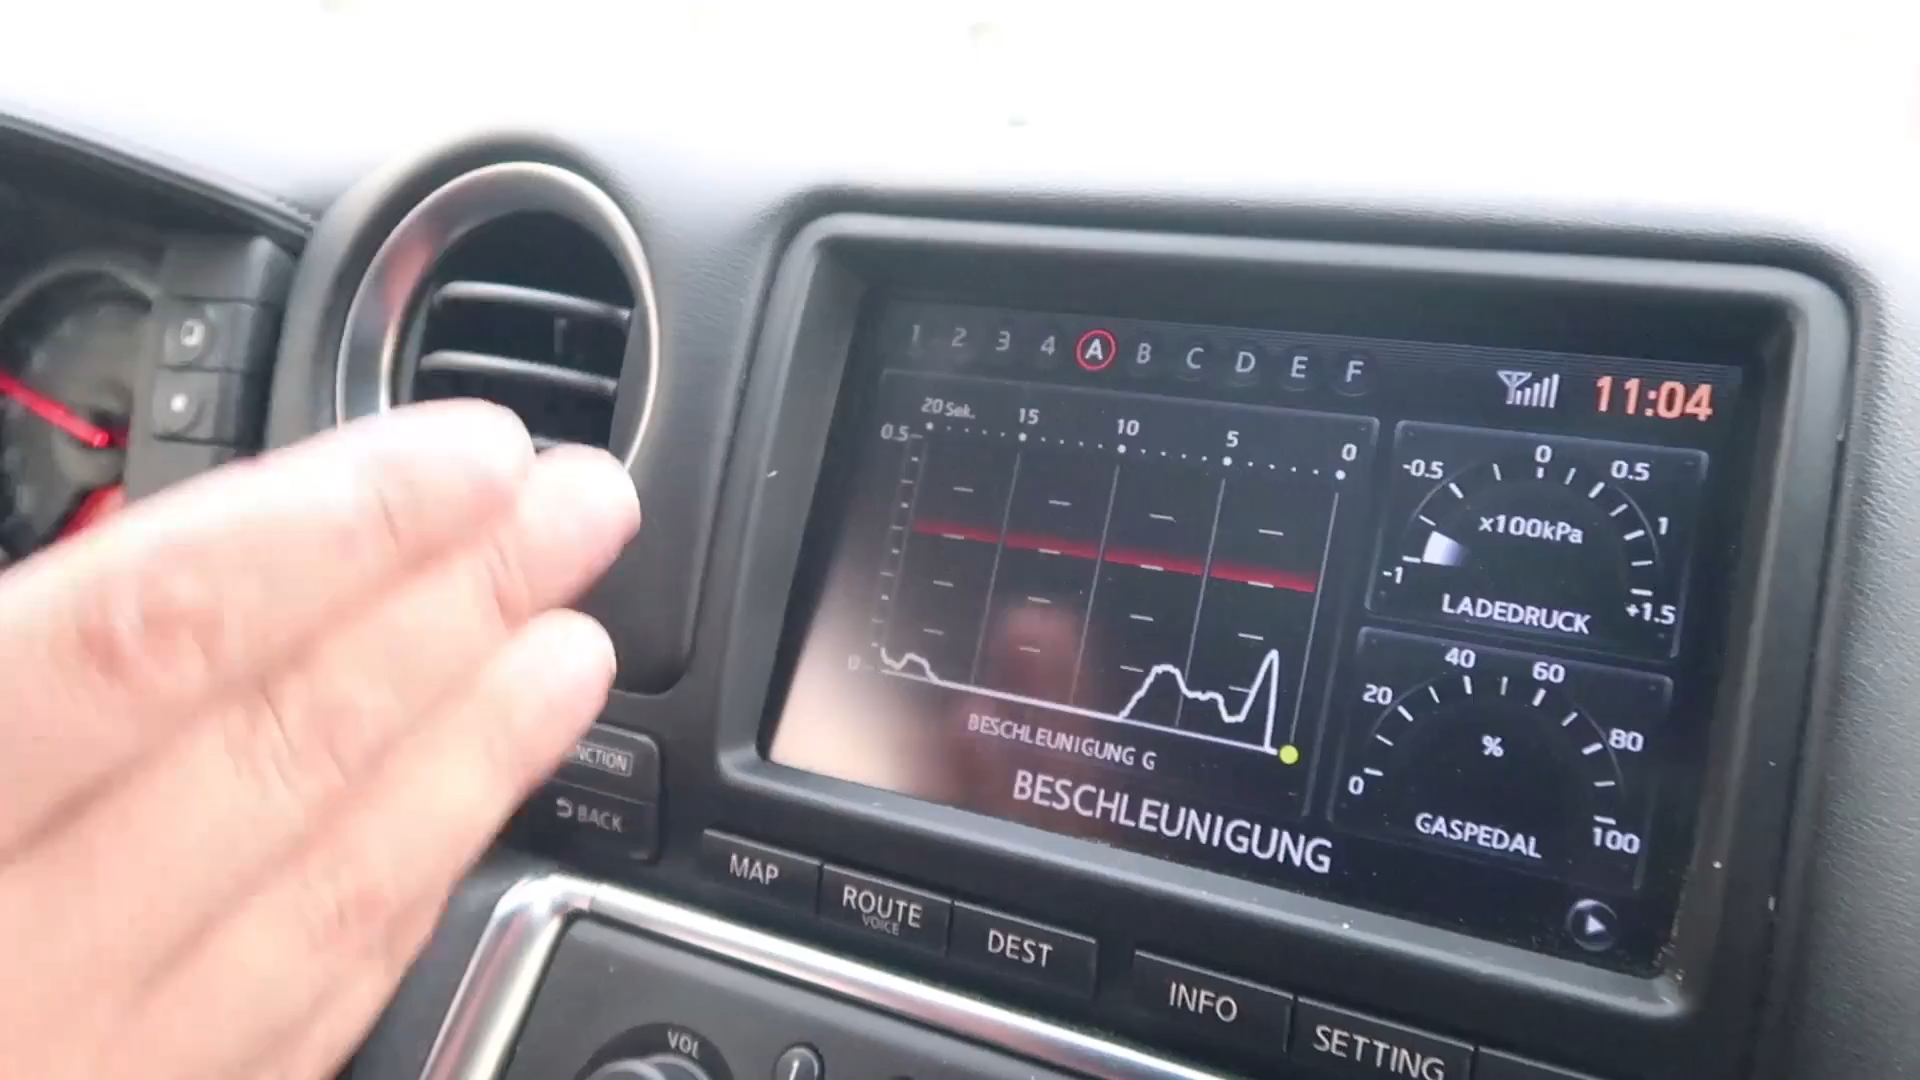 1 2 3 4 A B C D E F
11:04
20 Sek. 15 10 5 0
0.5
0
BESCHLEUNIGUNG G
BESCHLEUNIGUNG
-1 -0.5 0 0.5 1 +1.5
x100kPa
LADEDRUCK
0 20 40 60 80 100
%
GASPEDAL
NCTION
BACK
MAP
ROUTE
VOICE
DEST
INFO
SETTING
VOL
1